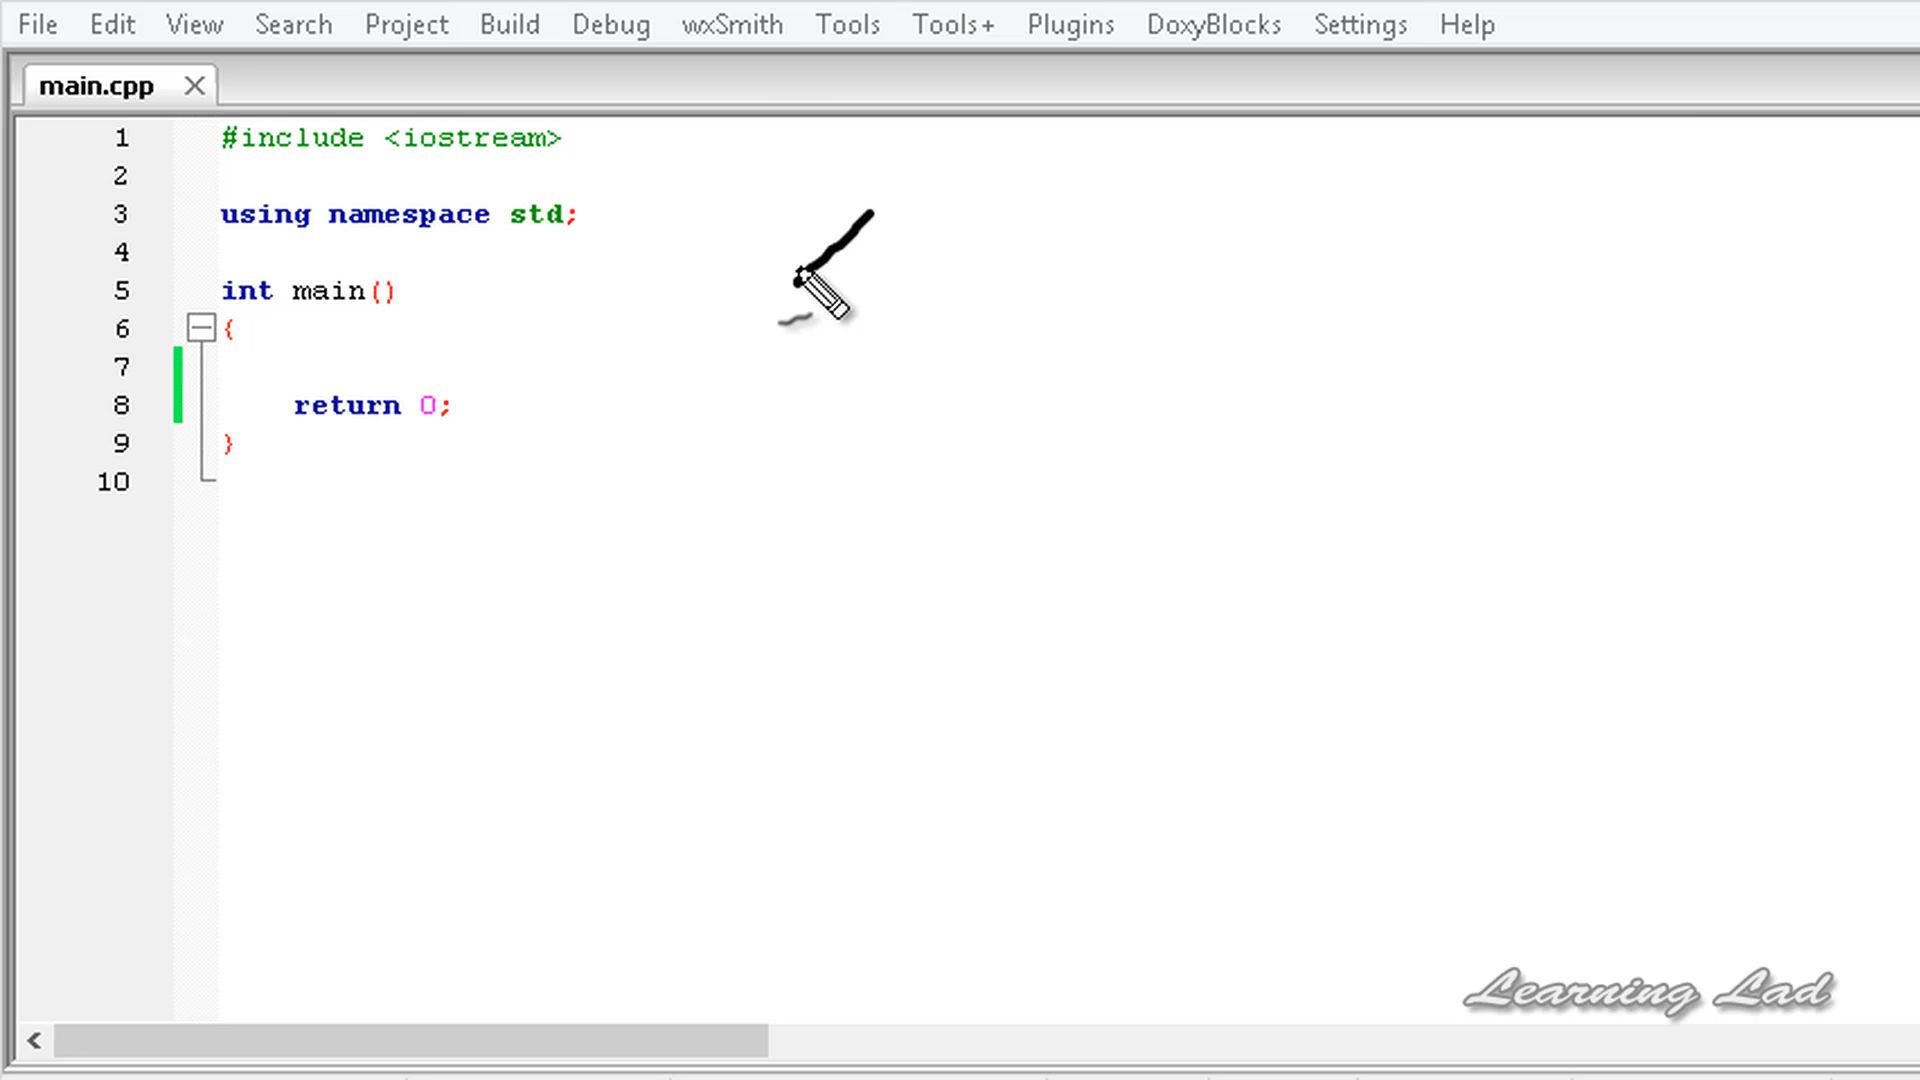 File Edit View Search Project Build Debug wxSmith Tools Tools+ Plugins DoxyBlocks Settings Help
main.cpp
1 #include <iostream>
2
3 using namespace std;
4
5 int main()
6 {
7
8 return 0;
9 }
10
Learning Lad